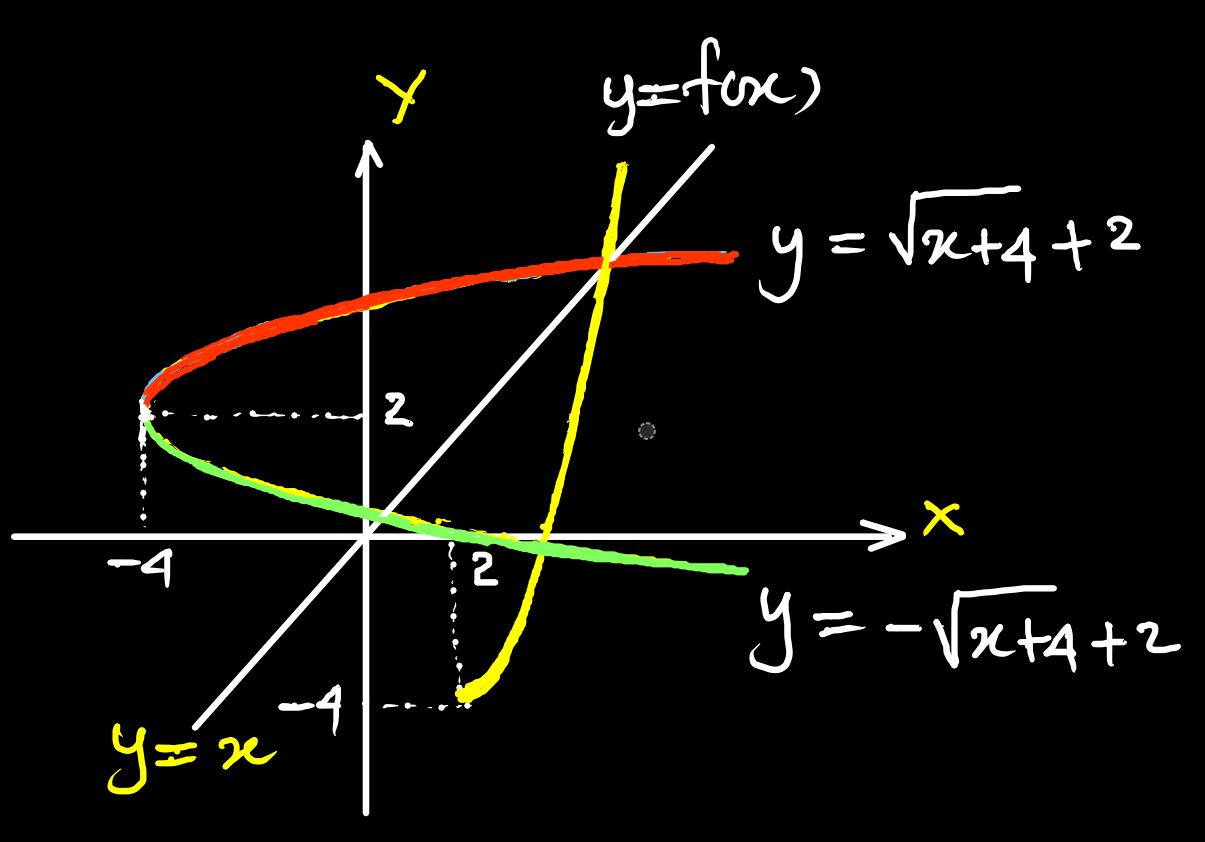 Y
y=f(x)
y = √x+4 + 2
2
X
-4
2
y = -√x+4 + 2
-4
y = x